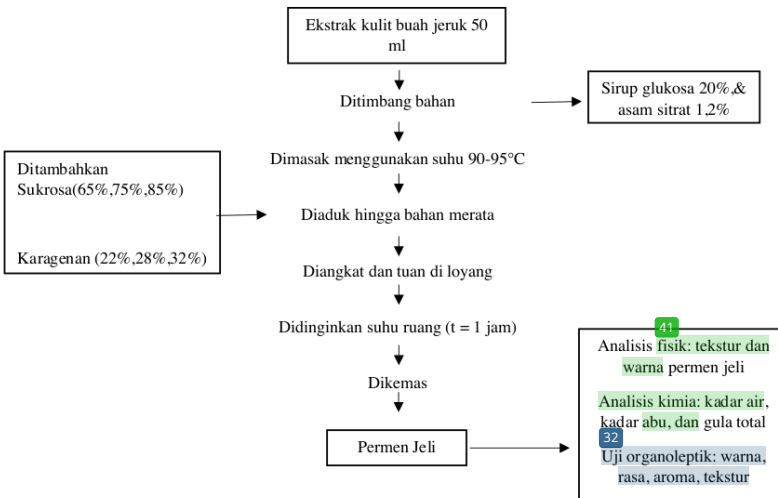 Ekstrak kulit buah jeruk 50
ml
Ditimbang bahan
Sirup glukosa 20%,&
asam sitrat 1,2%
Dimasak menggunakan suhu 90-95°C
Ditambahkan
Sukrosa(65%,75%,85%)
Karagenan (22%,28%,32%)
Diaduk hingga bahan merata
Diangkat dan tuan di loyang
Didinginkan suhu ruang (t = 1 jam)
Dikemas
Permen Jeli
41
Analisis fisik: tekstur dan
warna permen jeli
Analisis kimia: kadar air,
kadar abu, dan gula total
32
Uji organoleptik: warna,
rasa, aroma, tekstur